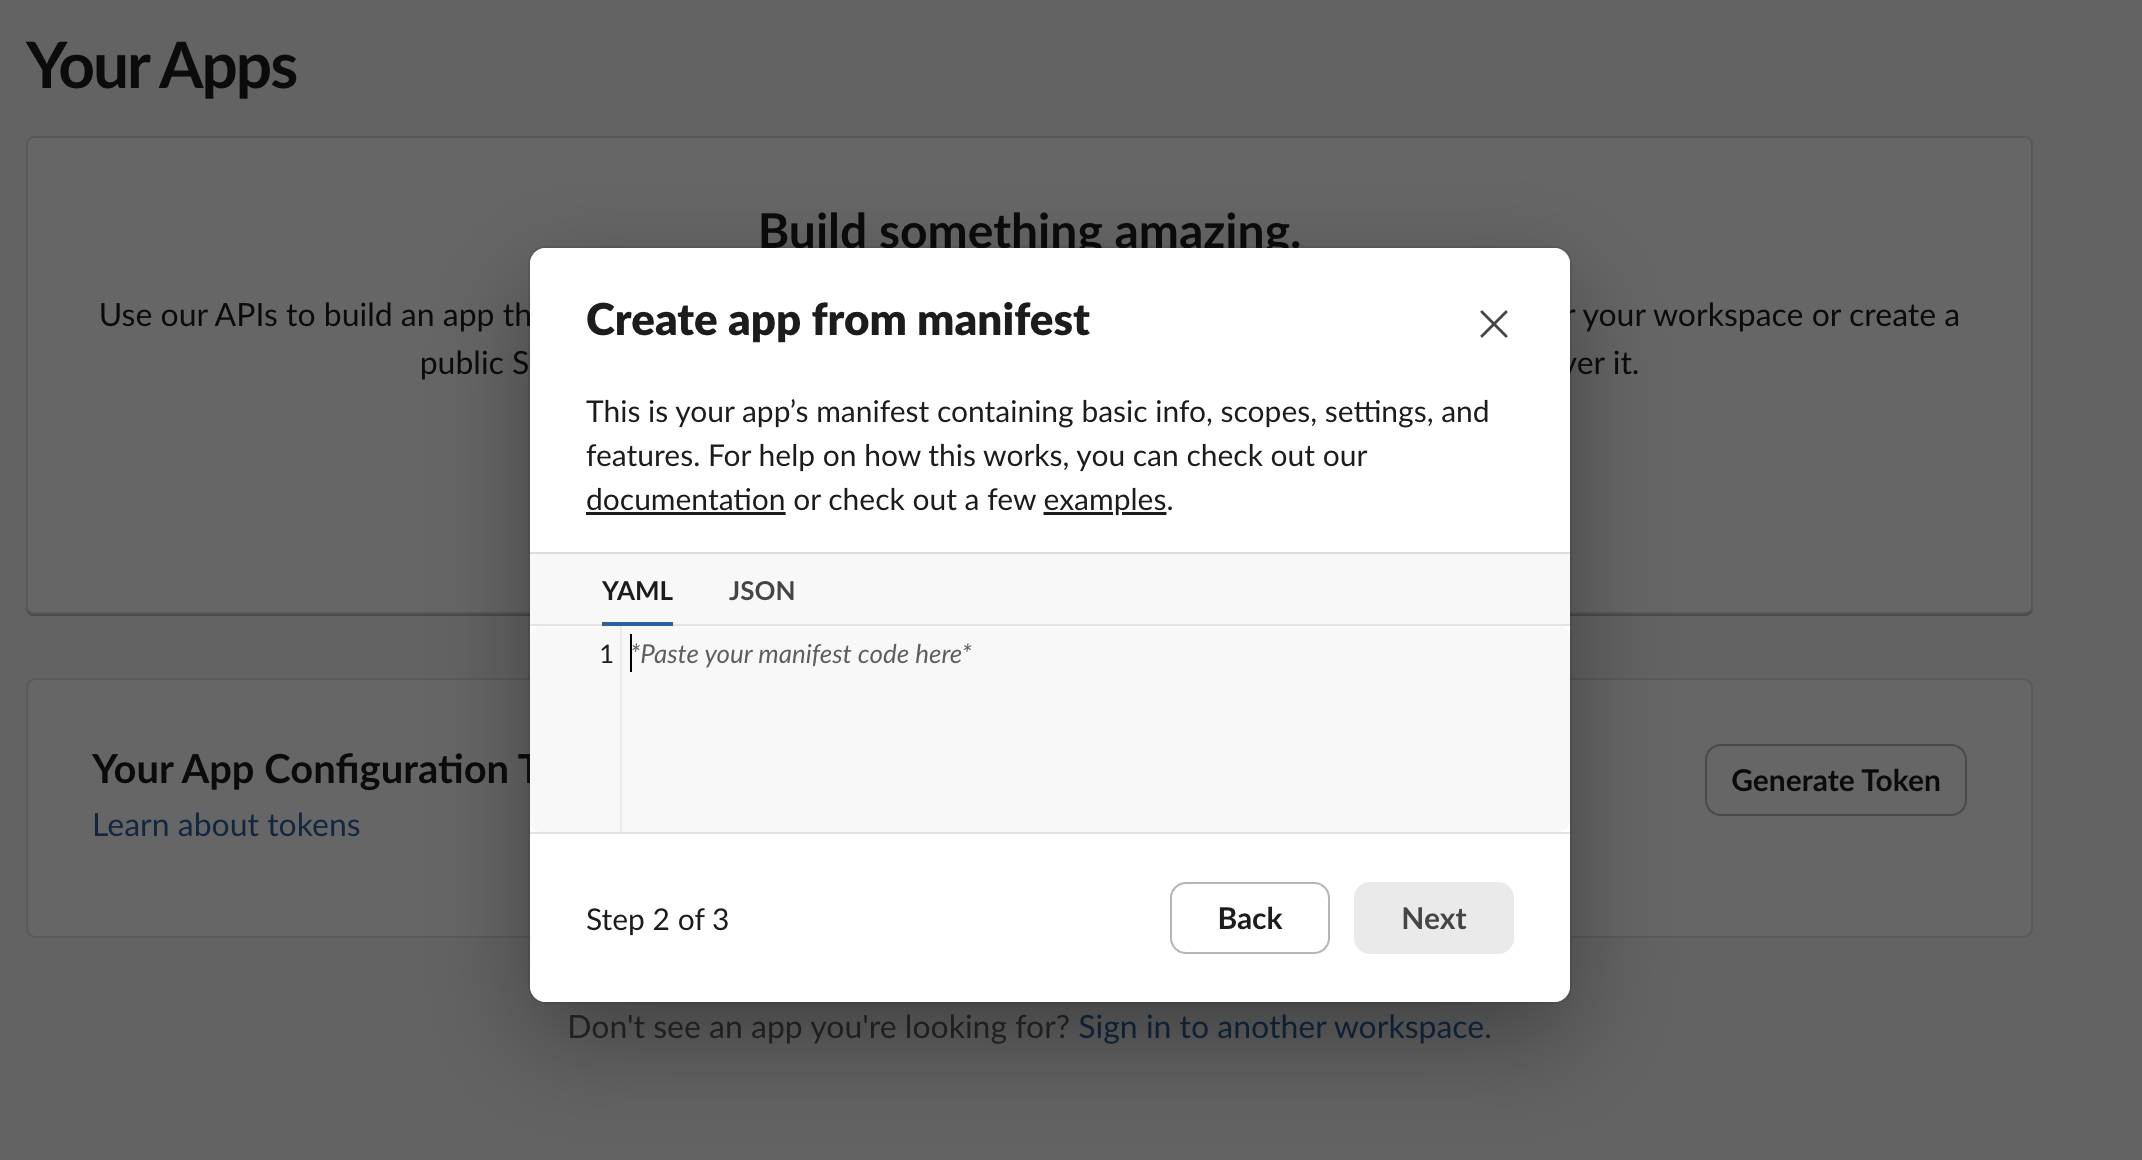 Your Apps
Build something amazing.
Use our APIs to build an app th
r your workspace or create a
public S
ver it.
Create app from manifest
This is your app’s manifest containing basic info, scopes, settings, and
features. For help on how this works, you can check out our
documentation or check out a few examples.
YAML JSON
1 *Paste your manifest code here*
Your App Configuration T
Learn about tokens
Generate Token
Step 2 of 3
Back
Next
Don't see an app you're looking for? Sign in to another workspace.